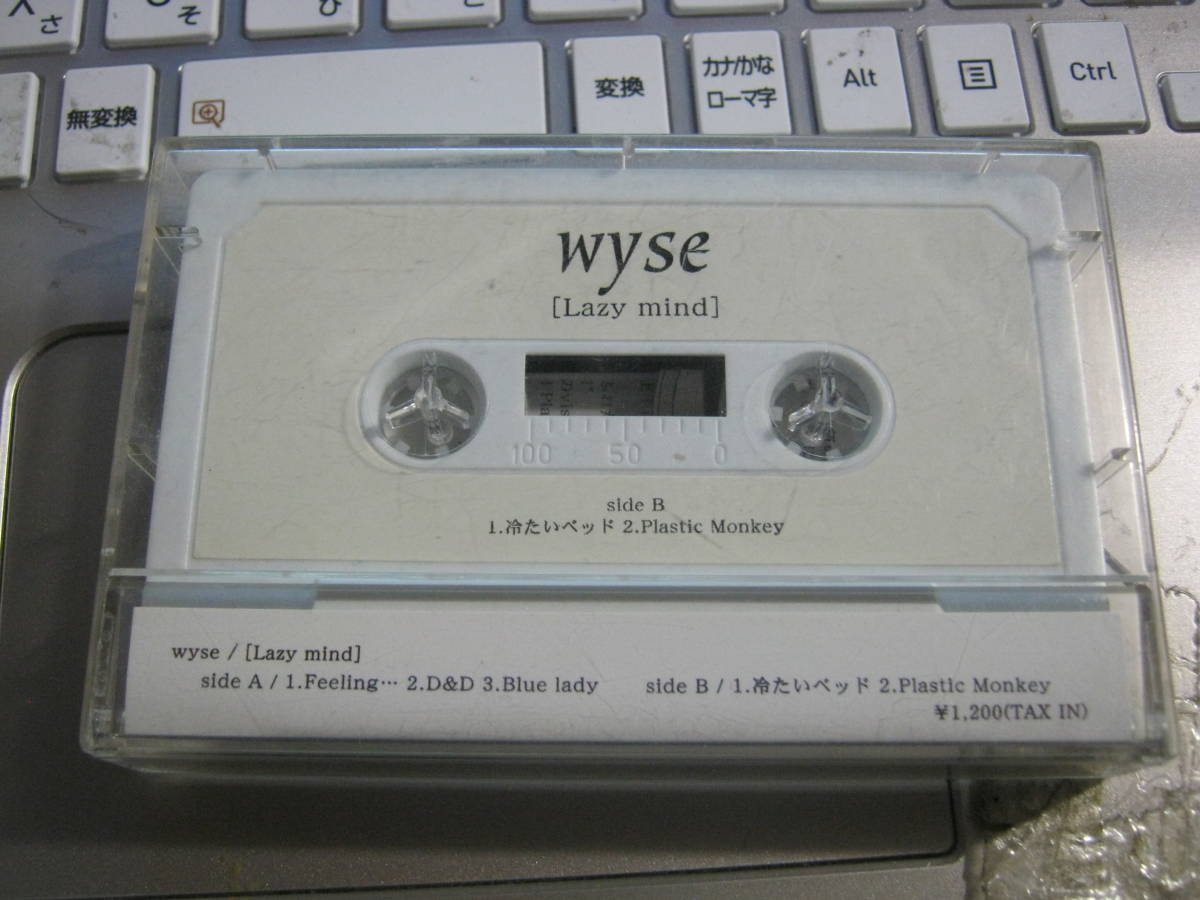 さ
そ
ひ
こ
無変換
変換
カナ/かな
ローマ字
Alt
Ctrl
wyse
[Lazy mind]
100 50 0
side B
1.冷たいベッド 2.Plastic Monkey
wyse / [Lazy mind]
side A / 1.Feeling… 2.D&D 3.Blue lady side B / 1.冷たいベッド 2.Plastic Monkey
¥1,200(TAX IN)